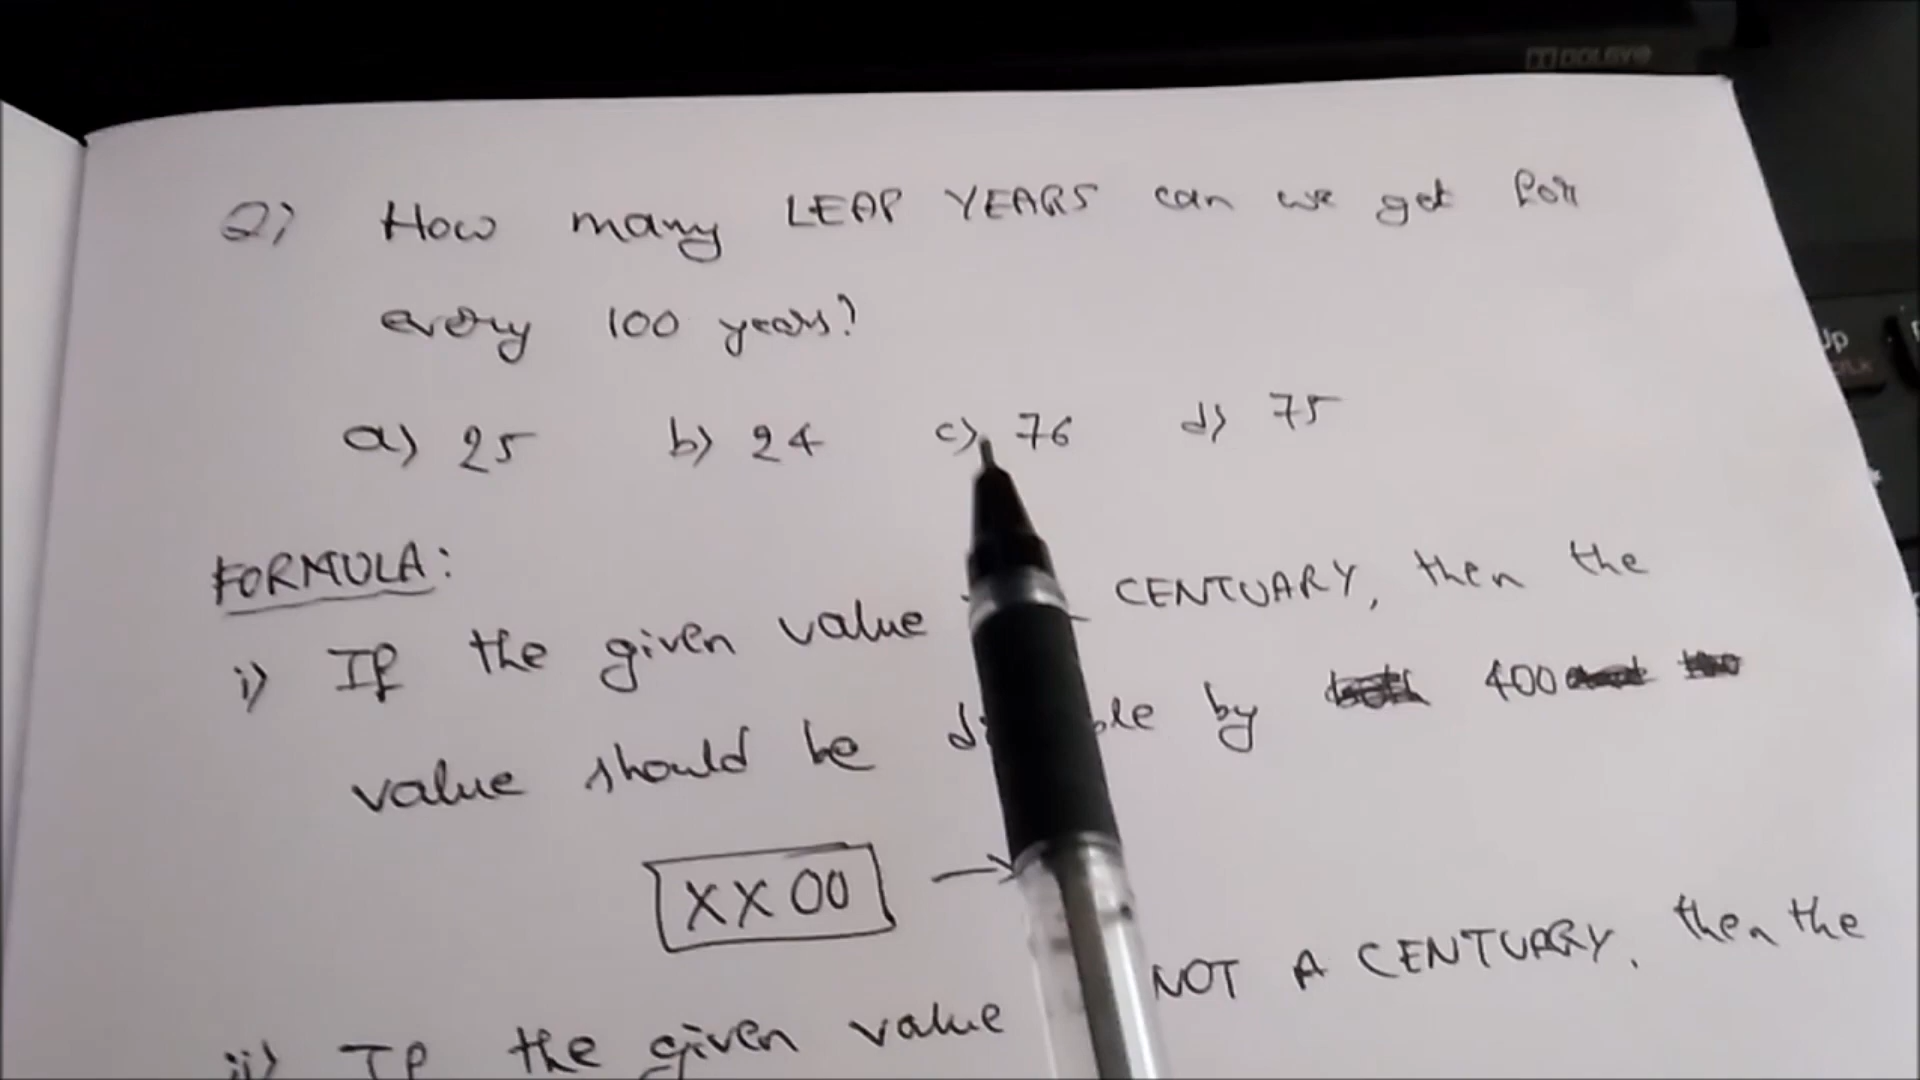 Q) How many LEAP YEARS can we get for
every 100 years?
a) 25 b) 24 c) 76 d) 75
FORMULA:
i) If the given value CENTUARY, then the
value should be by 400
XX00 →
ii) If the given value NOT A CENTUARY, then the